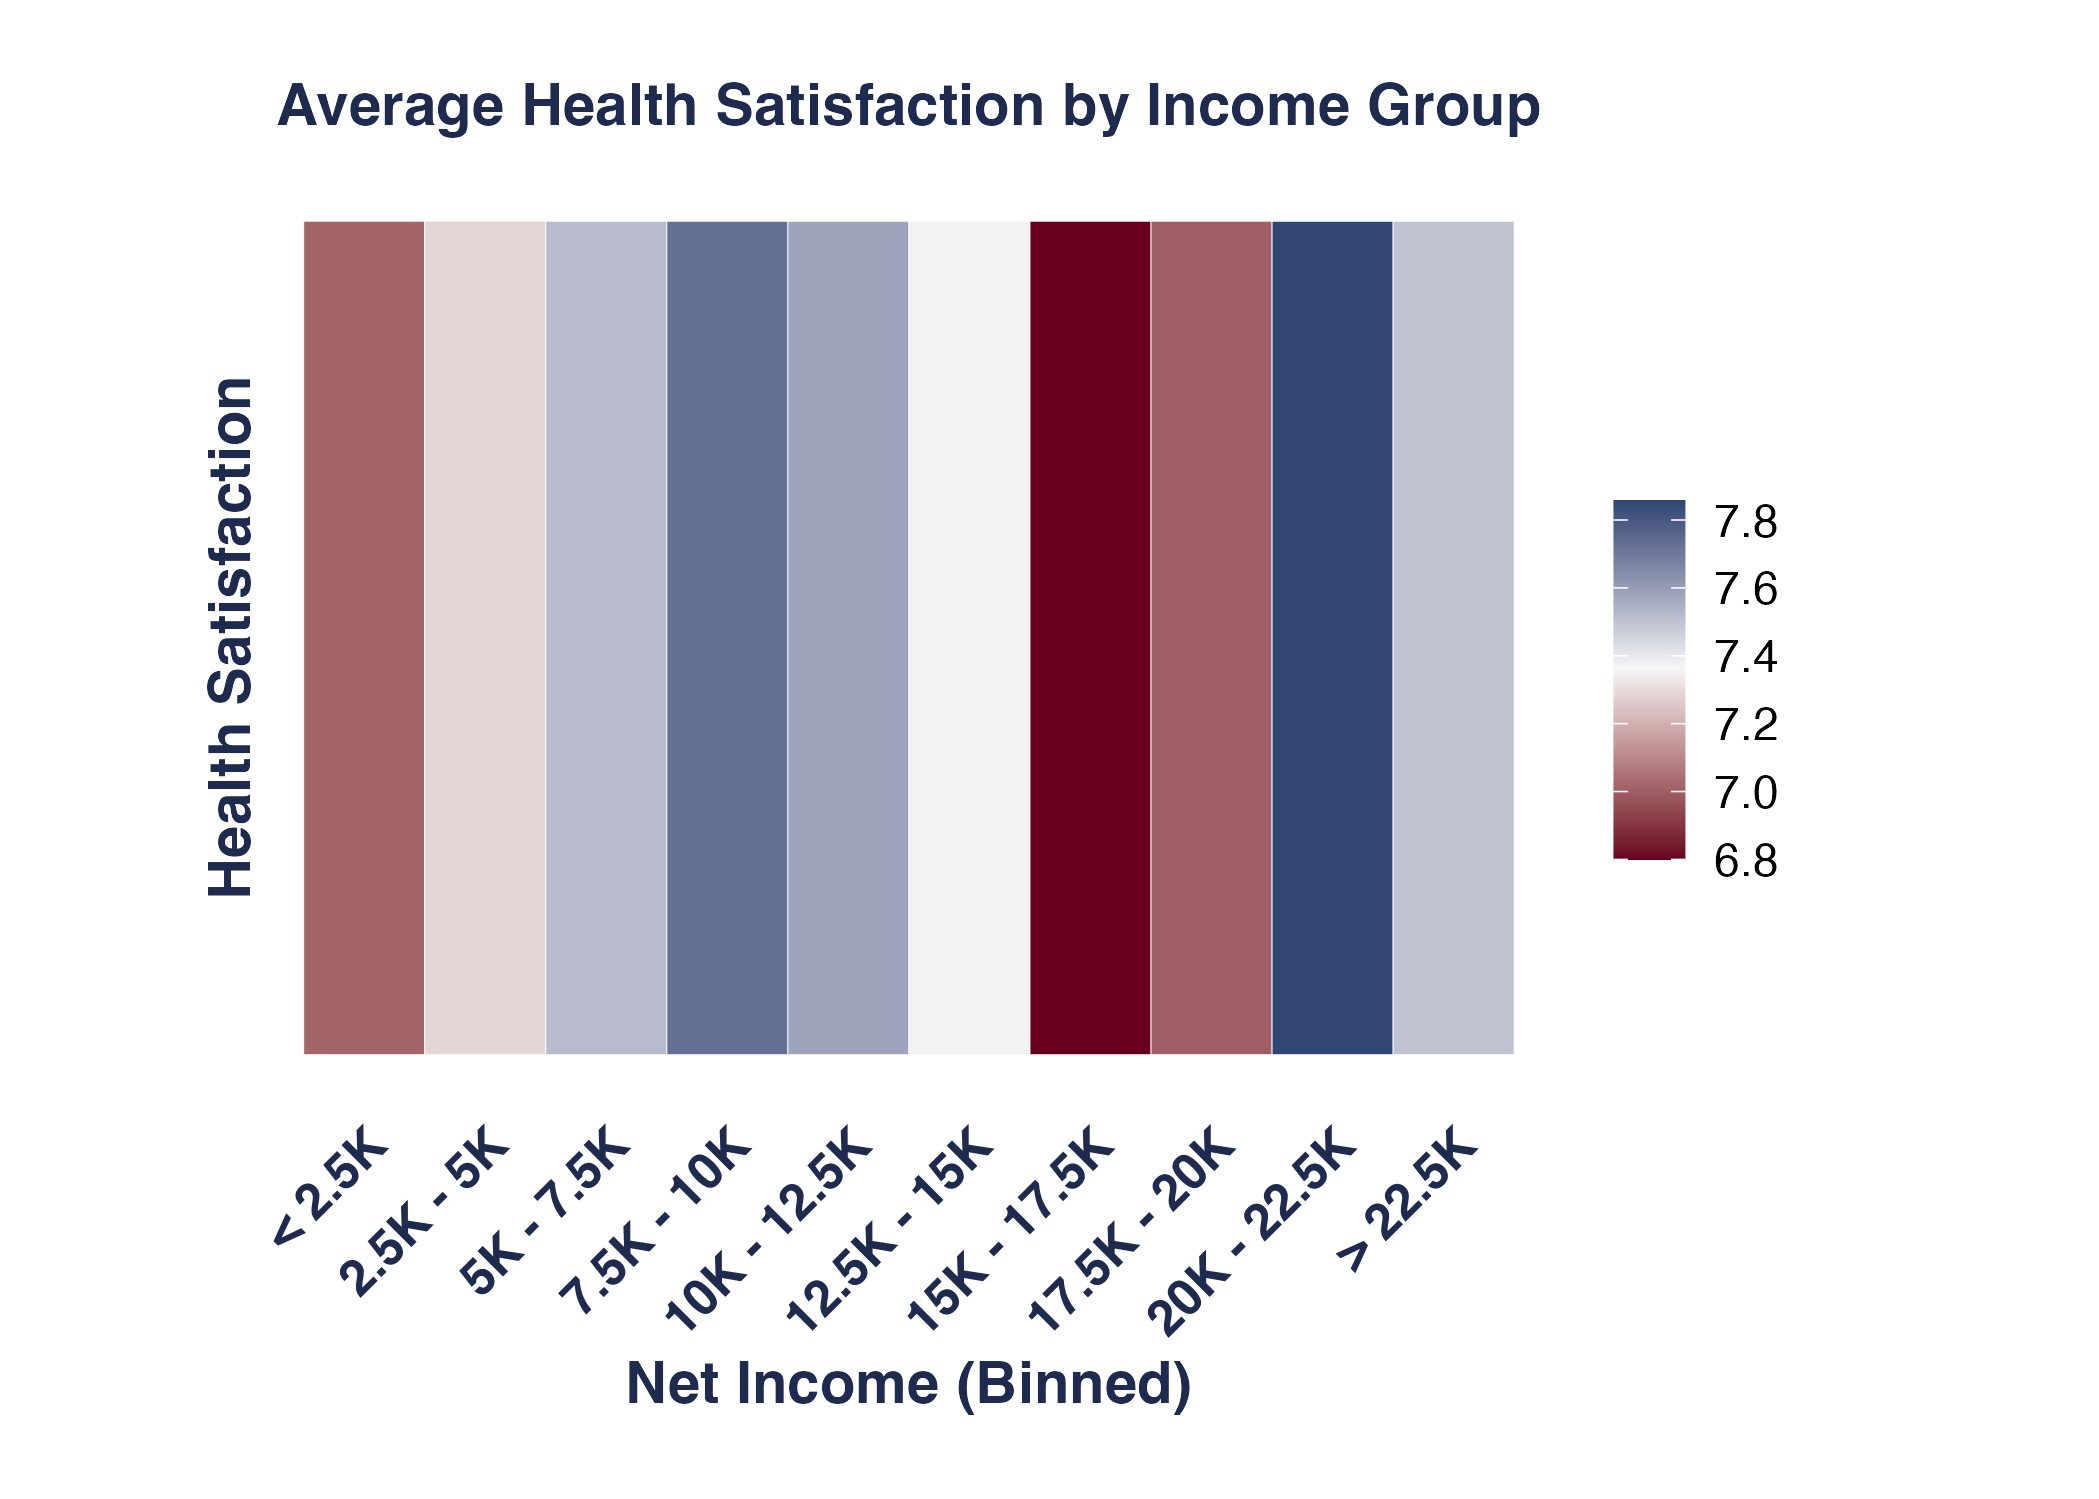 Average Health Satisfaction by Income Group
Health Satisfaction
7.8
7.6
7.4
7.2
7.0
6.8
< 2.5K
2.5K - 5K
5K - 7.5K
7.5K - 10K
10K - 12.5K
12.5K - 15K
15K - 17.5K
17.5K - 20K
20K - 22.5K
> 22.5K
Net Income (Binned)